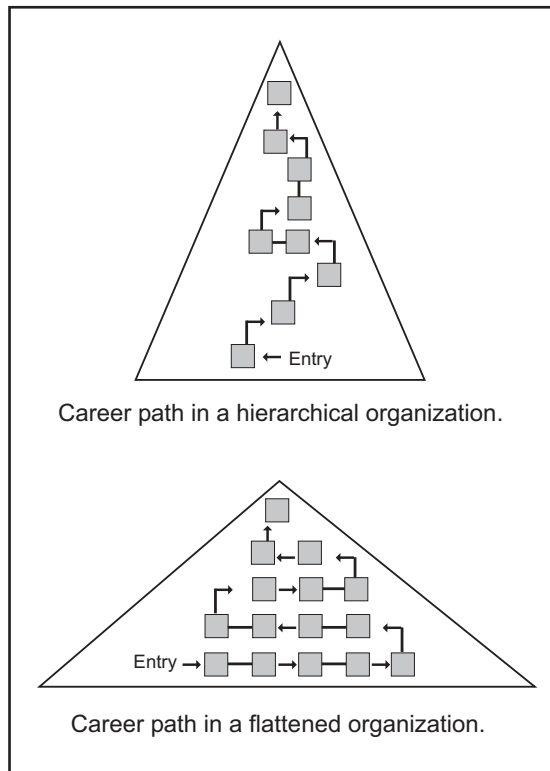 Entry
Career path in a hierarchical organization.
Entry
Career path in a flattened organization.